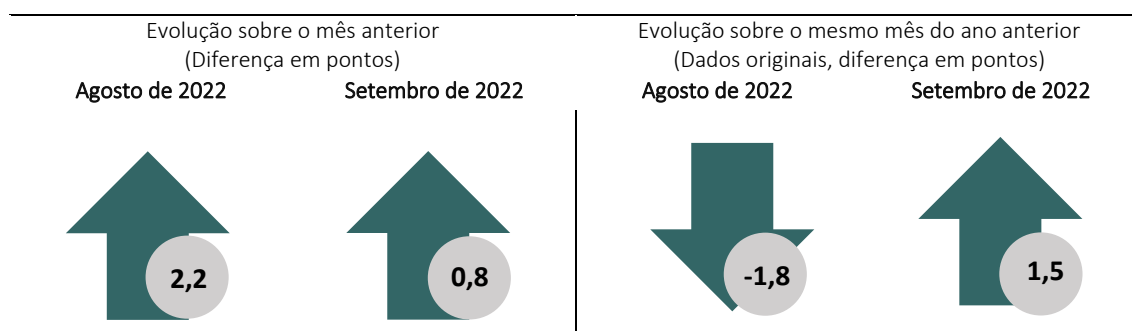 Evolução sobre o mês anterior
(Diferença em pontos)
Agosto de 2022
Setembro de 2022
2,2
0,8
Evolução sobre o mesmo mês do ano anterior
(Dados originais, diferença em pontos)
Agosto de 2022
Setembro de 2022
-1,8
1,5